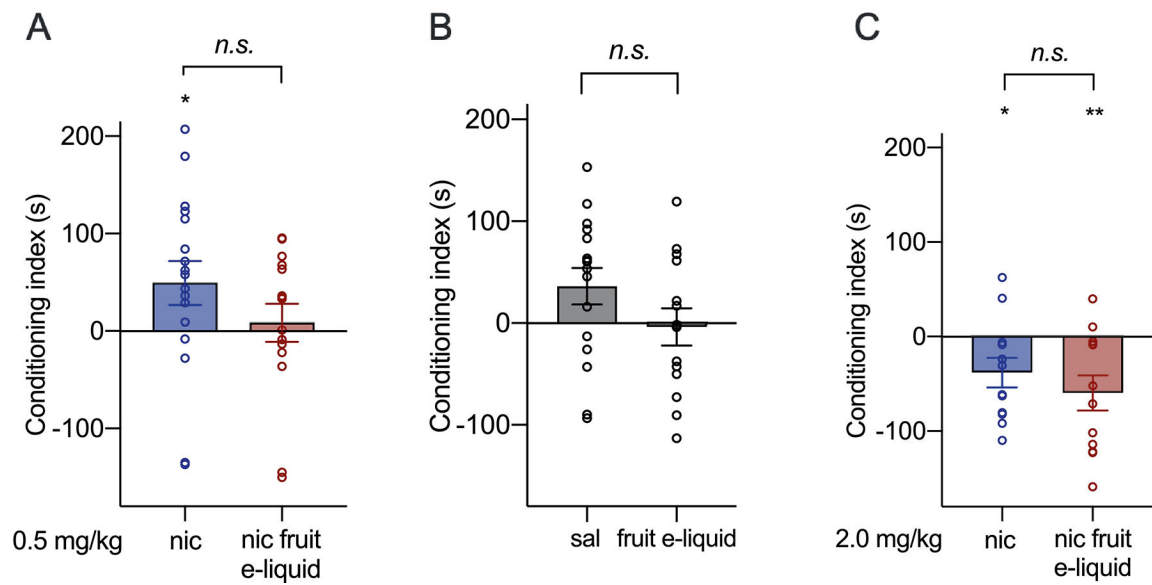 A
n.s.
*
200
100
0
-100
Conditioning index (s)
0.5 mg/kg
nic
nic fruit
e-liquid
B
n.s.
200
100
0
-100
Conditioning index (s)
sal
fruit e-liquid
C
n.s.
*
**
200
100
0
-100
Conditioning index (s)
2.0 mg/kg
nic
nic fruit
e-liquid